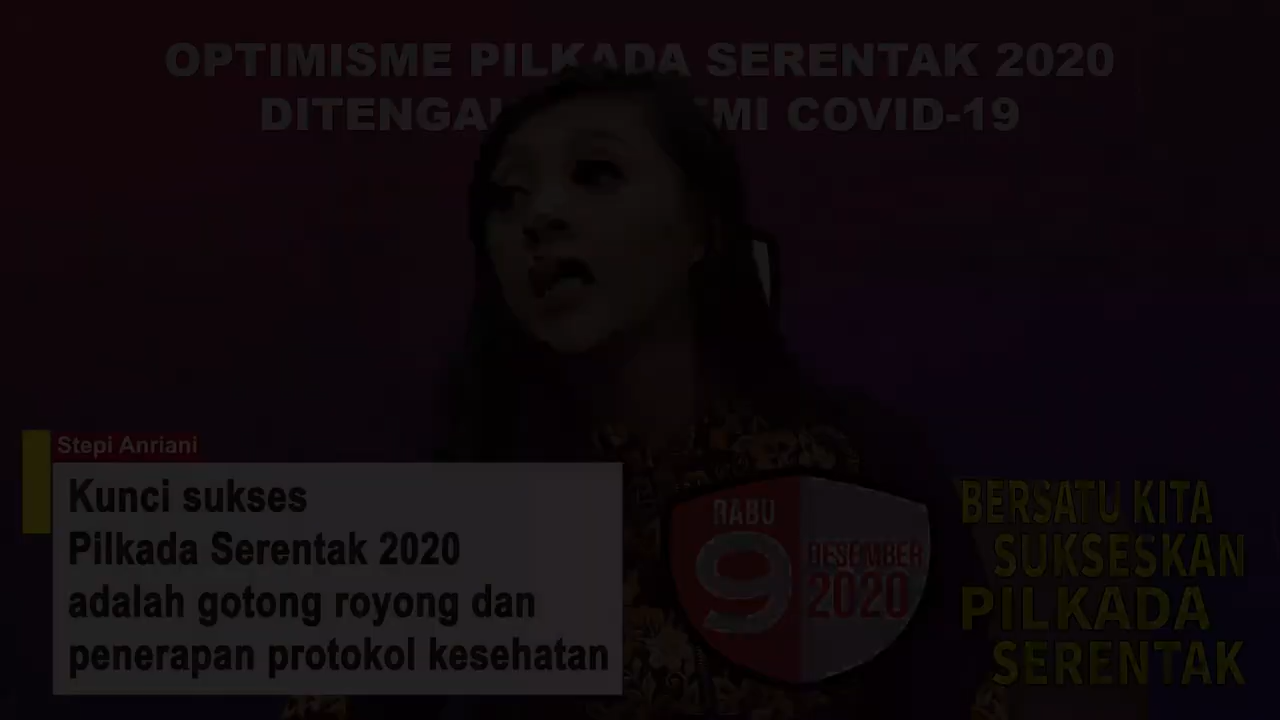 OPTIMISME PILKADA SERENTAK 2020
DITENGAH COVID-19
Stepi Anriani
Kunci sukses
Pilkada Serentak 2020
adalah gotong royong dan
penerapan protokol kesehatan
RABU
9
DESEMBER
2020
BERSATU KITA
SUKSESKAN
PILKADA
SERENTAK